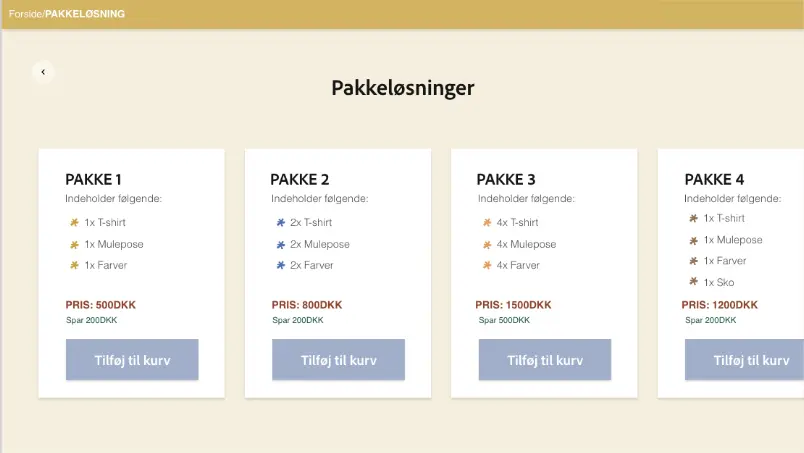 Forside/PAKKELØSNING
‹
Pakkeløsninger
PAKKE 1
Indeholder følgende:
1x T-shirt
1x Mulepose
1x Farver
PRIS: 500DKK
Spar 200DKK
Tilføj til kurv
PAKKE 2
Indeholder følgende:
2x T-shirt
2x Mulepose
2x Farver
PRIS: 800DKK
Spar 200DKK
Tilføj til kurv
PAKKE 3
Indeholder følgende:
4x T-shirt
4x Mulepose
4x Farver
PRIS: 1500DKK
Spar 500DKK
Tilføj til kurv
PAKKE 4
Indeholder følgende:
1x T-shirt
1x Mulepose
1x Farver
1x Sko
PRIS: 1200DKK
Spar 200DKK
Tilføj til kurv